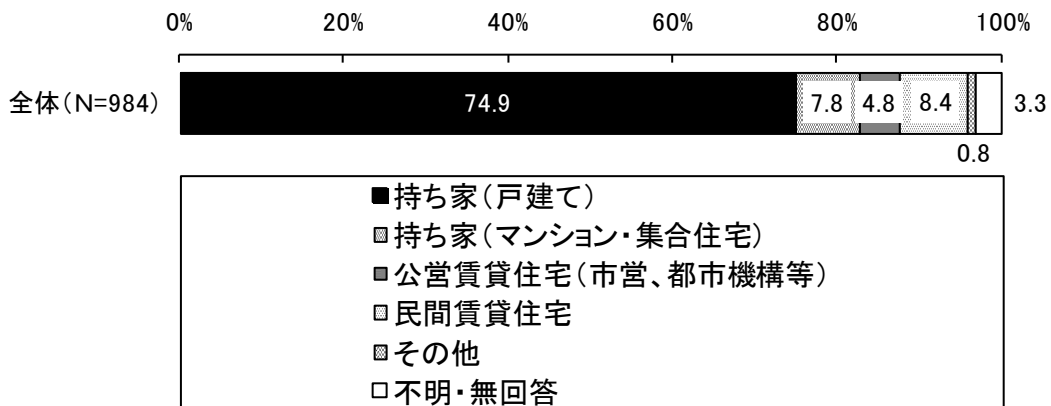 0% 20% 40% 60% 80% 100%
全体(N=984) 74.9 7.8 4.8 8.4 3.3
0.8
■持ち家(戸建て)
持ち家(マンション・集合住宅)
■公営賃貸住宅(市営、都市機構等)
民間賃貸住宅
その他
□不明・無回答